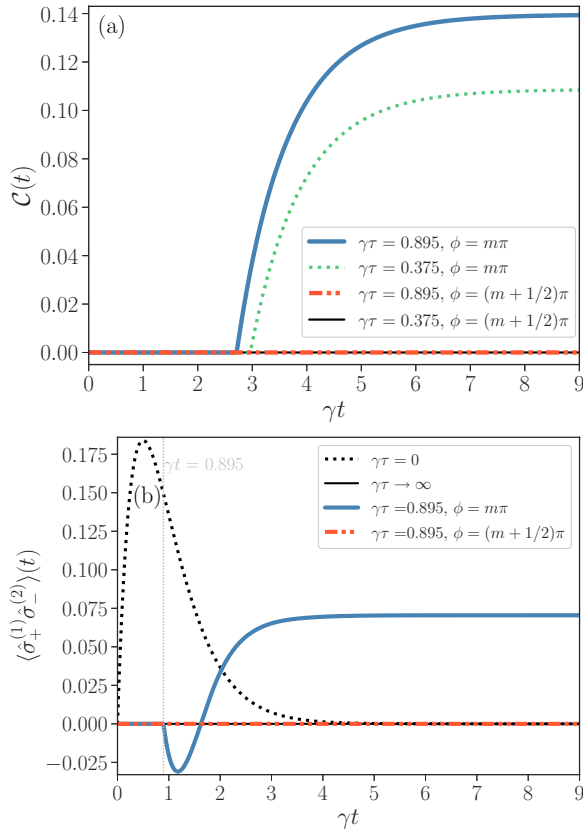 (a)
0.14
0.12
0.10
0.08
0.06
0.04
0.02
0.00
C(t)
γτ = 0.895, ϕ = mπ
γτ = 0.375, ϕ = mπ
γτ = 0.895, ϕ = (m + 1/2)π
γτ = 0.375, ϕ = (m + 1/2)π
0 1 2 3 4 5 6 7 8 9
γt
(b)
0.175
0.150
0.125
0.100
0.075
0.050
0.025
0.000
−0.025
⟨σ̂₊⁽¹⁾σ̂₋⁽²⁾⟩(t)
γt = 0.895
γτ = 0
γτ → ∞
γτ =0.895, ϕ = mπ
γτ =0.895, ϕ = (m + 1/2)π
0 1 2 3 4 5 6 7 8 9
γt